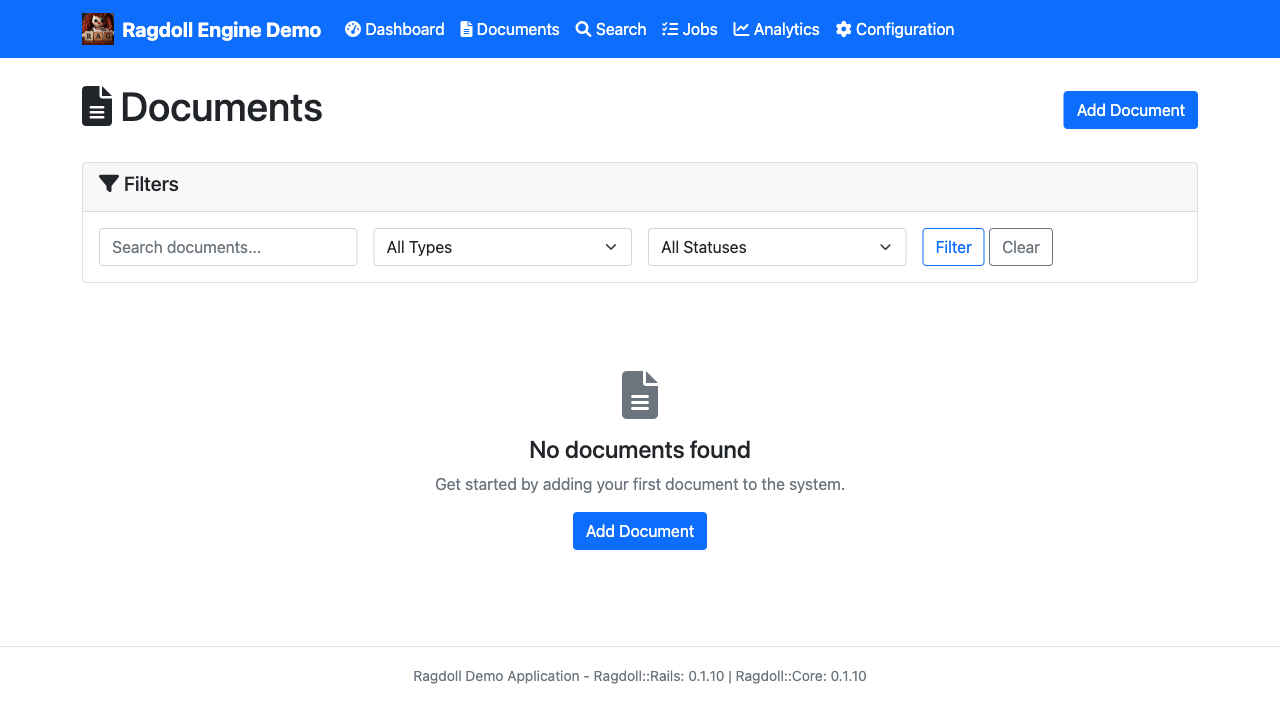 RAG
Ragdoll Engine Demo Dashboard Documents Search Jobs Analytics Configuration
Documents
Add Document
Filters
Search documents... All Types All Statuses Filter Clear
No documents found
Get started by adding your first document to the system.
Add Document
Ragdoll Demo Application - Ragdoll::Rails: 0.1.10 | Ragdoll::Core: 0.1.10